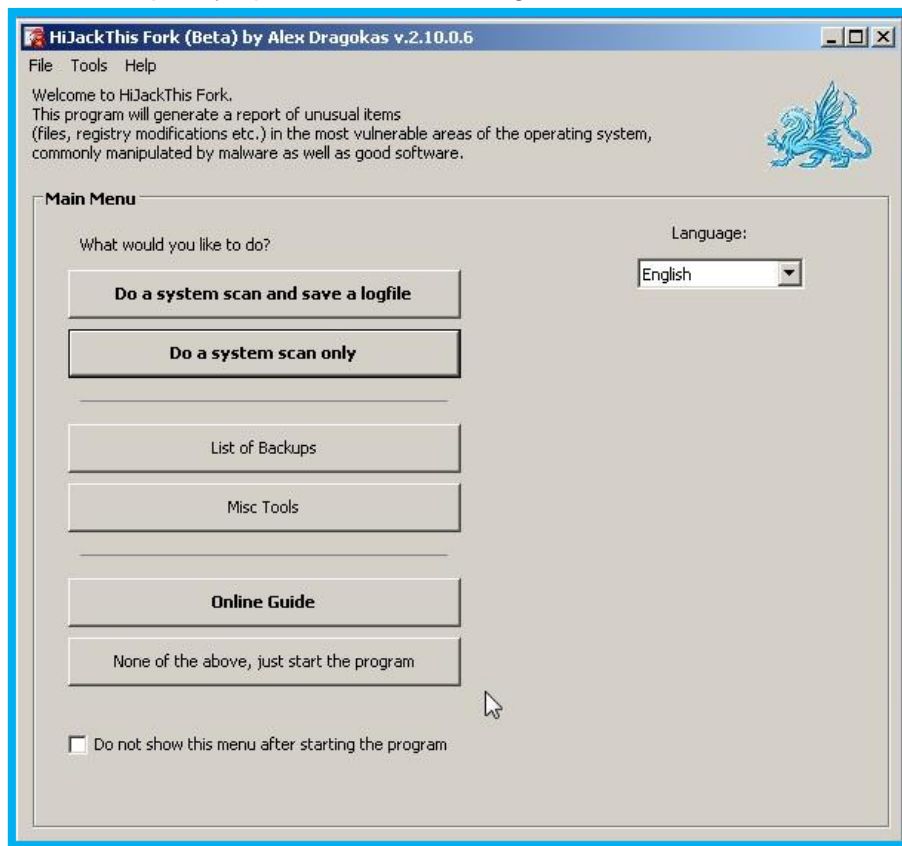 HiJackThis Fork (Beta) by Alex Dragokas v.2.10.0.6
File Tools Help
Welcome to HiJackThis Fork.
This program will generate a report of unusual items
(files, registry modifications etc.) in the most vulnerable areas of the operating system,
commonly manipulated by malware as well as good software.
Main Menu
What would you like to do?
Language:
English
Do a system scan and save a logfile
Do a system scan only
List of Backups
Misc Tools
Online Guide
None of the above, just start the program
Do not show this menu after starting the program